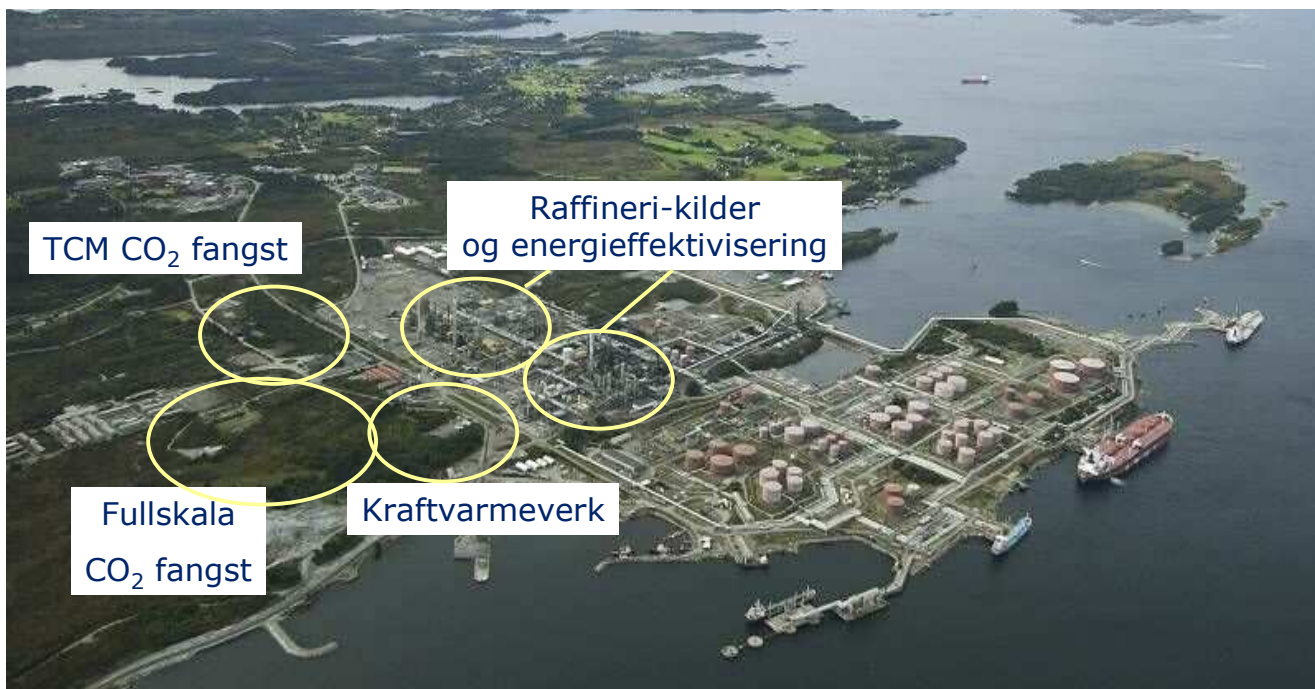 Raffineri-kilder
og energieffektivisering
TCM CO₂ fangst
Kraftvarmeverk
Fullskala
CO₂ fangst